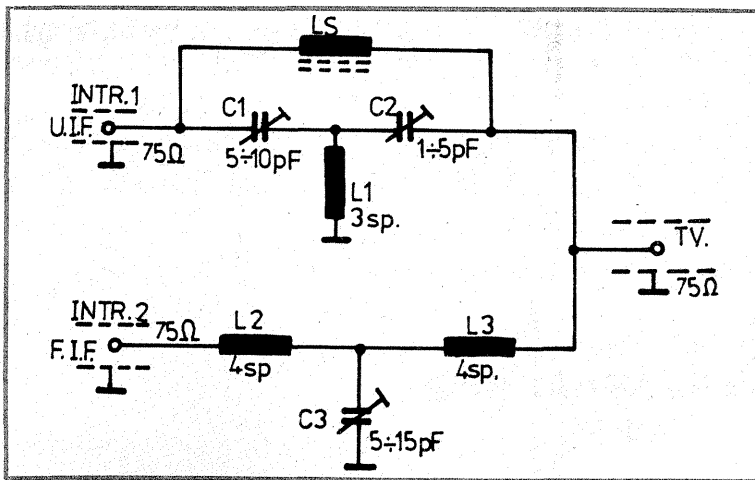 LS
INTR.1
C1
C2
U.I.F.
75Ω
5÷10pF
1÷5pF
L1
3sp.
TV.
75Ω
INTR.2
75Ω
L2
L3
F.I.F.
4sp
4sp.
C3
5÷15pF